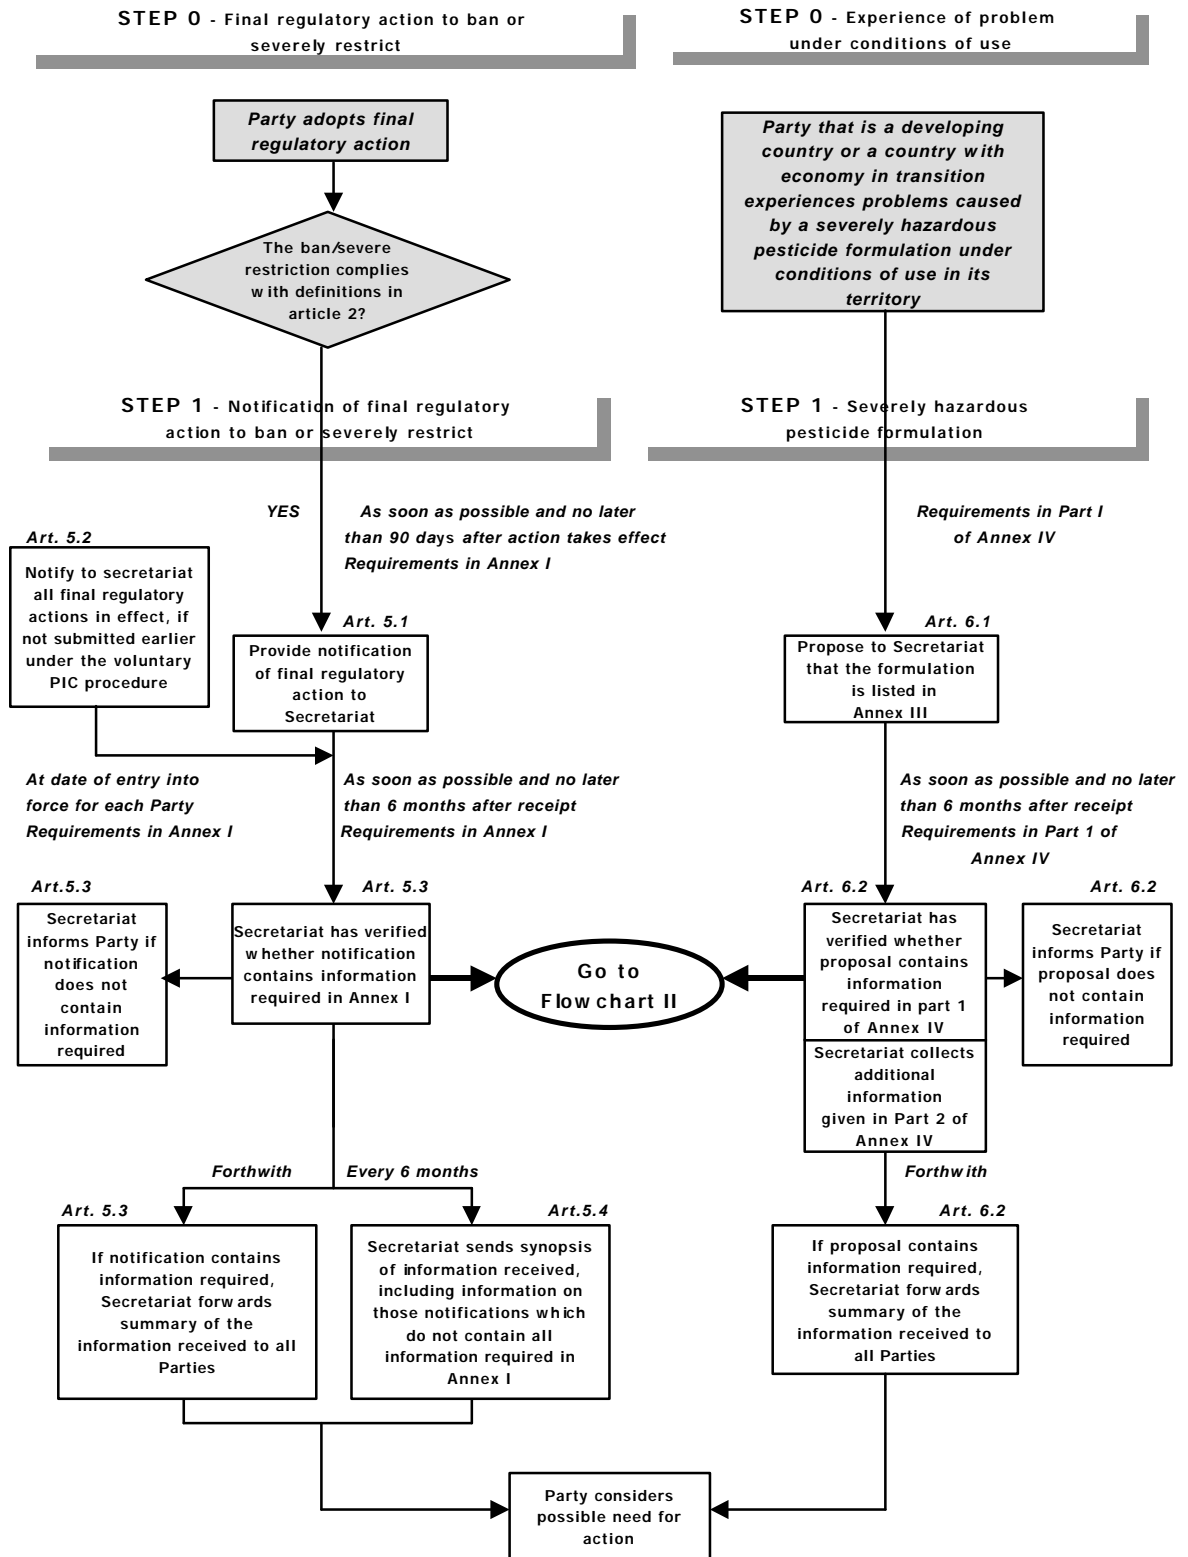 STEP 0 - Final regulatory action to ban or
severely restrict
STEP 0 - Experience of problem
under conditions of use
Party adopts final
regulatory action
Party that is a developing
country or a country with
economy in transition
experiences problems caused
by a severely hazardous
pesticide formulation under
conditions of use in its
territory
The ban/severe
restriction complies
with definitions in
article 2?
STEP 1 - Notification of final regulatory
action to ban or severely restrict
STEP 1 - Severely hazardous
pesticide formulation
YES
As soon as possible and no later
than 90 days after action takes effect
Requirements in Annex I
Requirements in Part I
of Annex IV
Art. 5.2
Notify to secretariat
all final regulatory
actions in effect, if
not submitted earlier
under the voluntary
PIC procedure
Art. 5.1
Provide notification
of final regulatory
action to
Secretariat
Art. 6.1
Propose to Secretariat
that the formulation
is listed in
Annex III
At date of entry into
force for each Party
Requirements in Annex I
As soon as possible and no later
than 6 months after receipt
Requirements in Annex I
As soon as possible and no later
than 6 months after receipt
Requirements in Part 1 of
Annex IV
Art.5.3
Secretariat
informs Party if
notification
does not
contain
information
required
Art. 5.3
Secretariat has verified
whether notification
contains information
required in Annex I
Go to
Flow chart II
Art. 6.2
Secretariat has
verified whether
proposal contains
information
required in part 1
of Annex IV
Secretariat collects
additional
information
given in Part 2 of
Annex IV
Art. 6.2
Secretariat
informs Party if
proposal does
not contain
information
required
Forthwith
Every 6 months
Forthwith
Art. 5.3
If notification contains
information required,
Secretariat forwards
summary of the
information received to all
Parties
Art.5.4
Secretariat sends synopsis
of information received,
including information on
those notifications which
do not contain all
information required in
Annex I
Art. 6.2
If proposal contains
information required,
Secretariat forwards
summary of the
information received to
all Parties
Party considers
possible need for
action